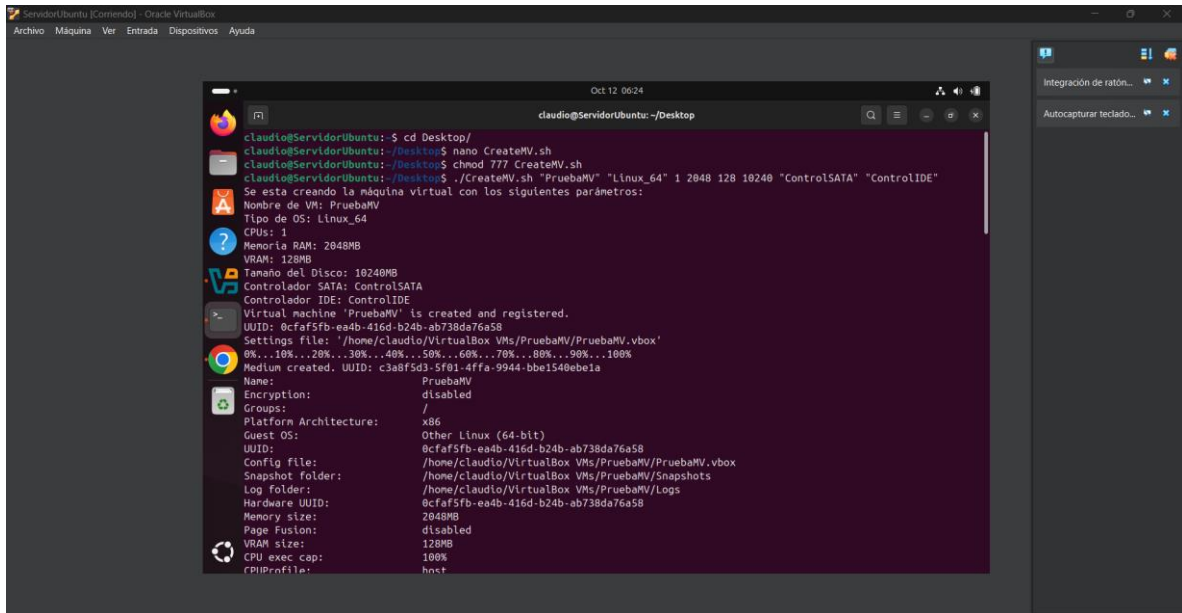 ServidorUbuntu [Corriendo] - Oracle VirtualBox
Archivo Máquina Ver Entrada Dispositivos Ayuda
Integración de ratón...
Autocapturar teclado...
Oct 12 06:24
claudio@ServidorUbuntu: ~/Desktop
claudio@ServidorUbuntu:~$ cd Desktop/
claudio@ServidorUbuntu:~/Desktop$ nano CreateMV.sh
claudio@ServidorUbuntu:~/Desktop$ chmod 777 CreateMV.sh
claudio@ServidorUbuntu:~/Desktop$ ./CreateMV.sh "PruebaMV" "Linux_64" 1 2048 128 10240 "ControlSATA" "ControlIDE"
Se esta creando la máquina virtual con los siguientes parámetros:
Nombre de VM: PruebaMV
Tipo de OS: Linux_64
CPUs: 1
Memoria RAM: 2048MB
VRAM: 128MB
Tamaño del Disco: 10240MB
Controlador SATA: ControlSATA
Controlador IDE: ControlIDE
Virtual machine 'PruebaMV' is created and registered.
UUID: 0cfaf5fb-ea4b-416d-b24b-ab738da76a58
Settings file: '/home/claudio/VirtualBox VMs/PruebaMV/PruebaMV.vbox'
0%...10%...20%...30%...40%...50%...60%...70%...80%...90%...100%
Medium created. UUID: c3a8f5d3-5f01-4ffa-9944-bbe1540ebe1a
Name: PruebaMV
Encryption: disabled
Groups: /
Platform Architecture: x86
Guest OS: Other Linux (64-bit)
UUID: 0cfaf5fb-ea4b-416d-b24b-ab738da76a58
Config file: /home/claudio/VirtualBox VMs/PruebaMV/PruebaMV.vbox
Snapshot folder: /home/claudio/VirtualBox VMs/PruebaMV/Snapshots
Log folder: /home/claudio/VirtualBox VMs/PruebaMV/Logs
Hardware UUID: 0cfaf5fb-ea4b-416d-b24b-ab738da76a58
Memory size: 2048MB
Page Fusion: disabled
VRAM size: 128MB
CPU exec cap: 100%
CPUProfile: host